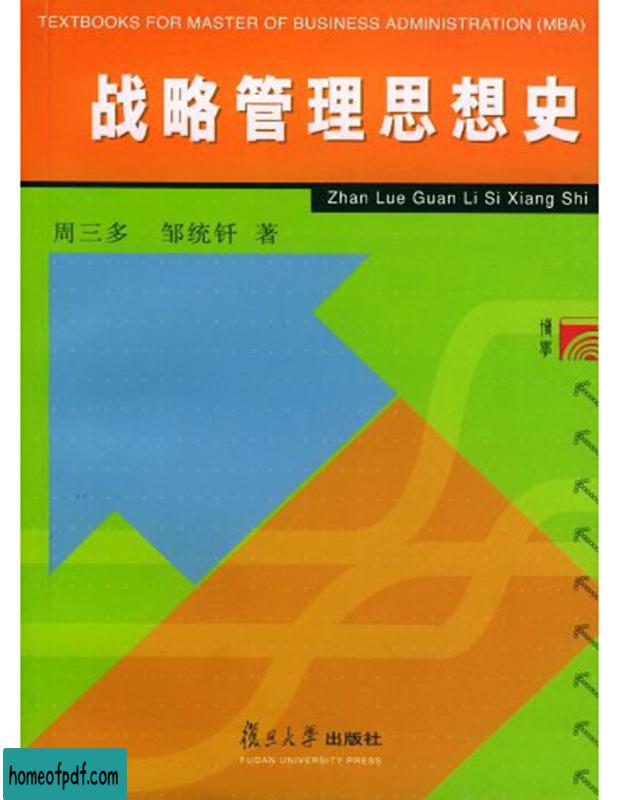 TEXTBOOKS FOR MASTER OF BUSINESS ADMINISTRATION (MBA)
战略管理思想史
Zhan Lue Guan Li Si Xiang Shi
周三多 邹统钎 著
博學
復旦大學出版社
FUDAN UNIVERSITY PRESS
homeofpdf.com